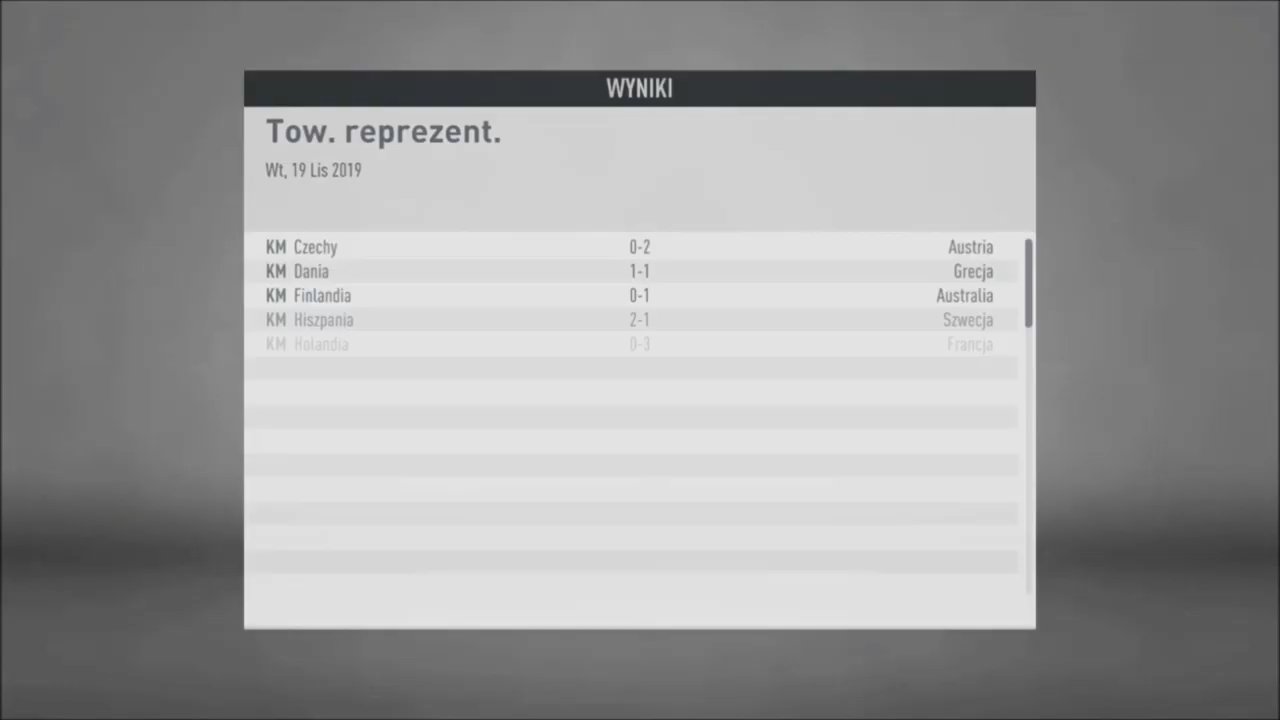 WYNIKI
Tow. reprezent.
Wt, 19 Lis 2019
KM Czechy 0-2 Austria
KM Dania 1-1 Grecja
KM Finlandia 0-1 Australia
KM Hiszpania 2-1 Szwecja
KM Holandia 0-3 Francja